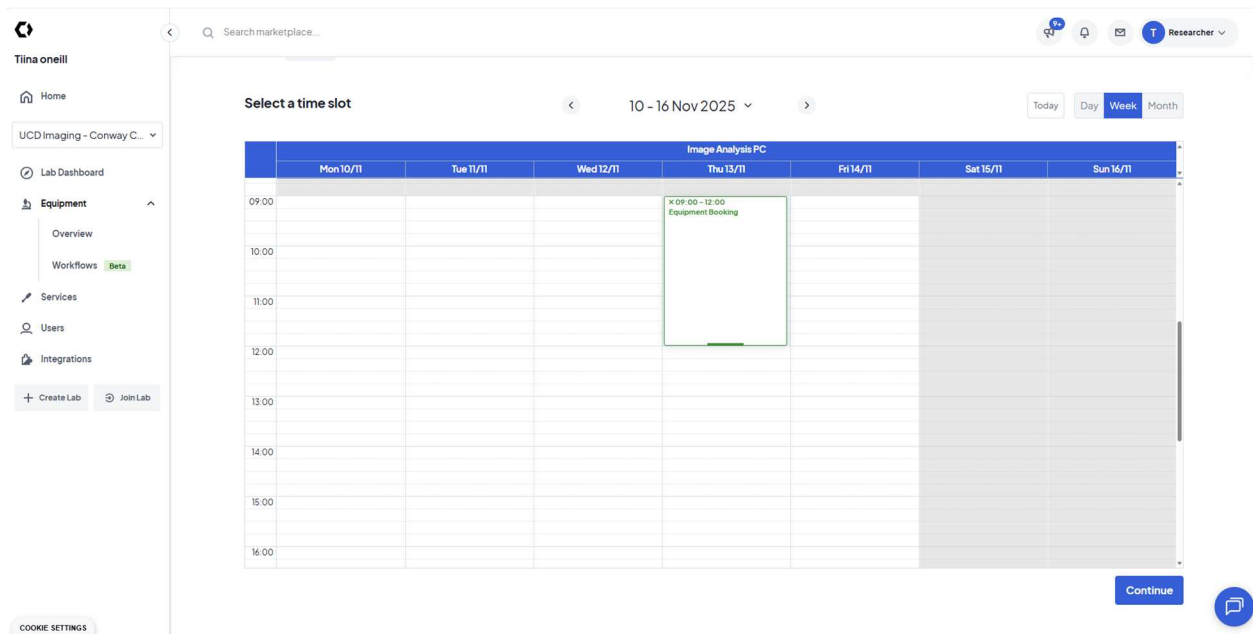 Search marketplace...
9+
T
Researcher
Tiina oneill
Home
UCD Imaging - Conway C...
Lab Dashboard
Equipment
Overview
Workflows Beta
Services
Users
Integrations
Create Lab
Join Lab
COOKIE SETTINGS
Select a time slot
10 - 16 Nov 2025
Today
Day Week Month
Image Analysis PC
Mon 10/11 Tue 11/11 Wed 12/11 Thu 13/11 Fri 14/11 Sat 15/11 Sun 16/11
09:00
× 09:00 - 12:00
Equipment Booking
10:00
11:00
12:00
13:00
14:00
15:00
16:00
Continue